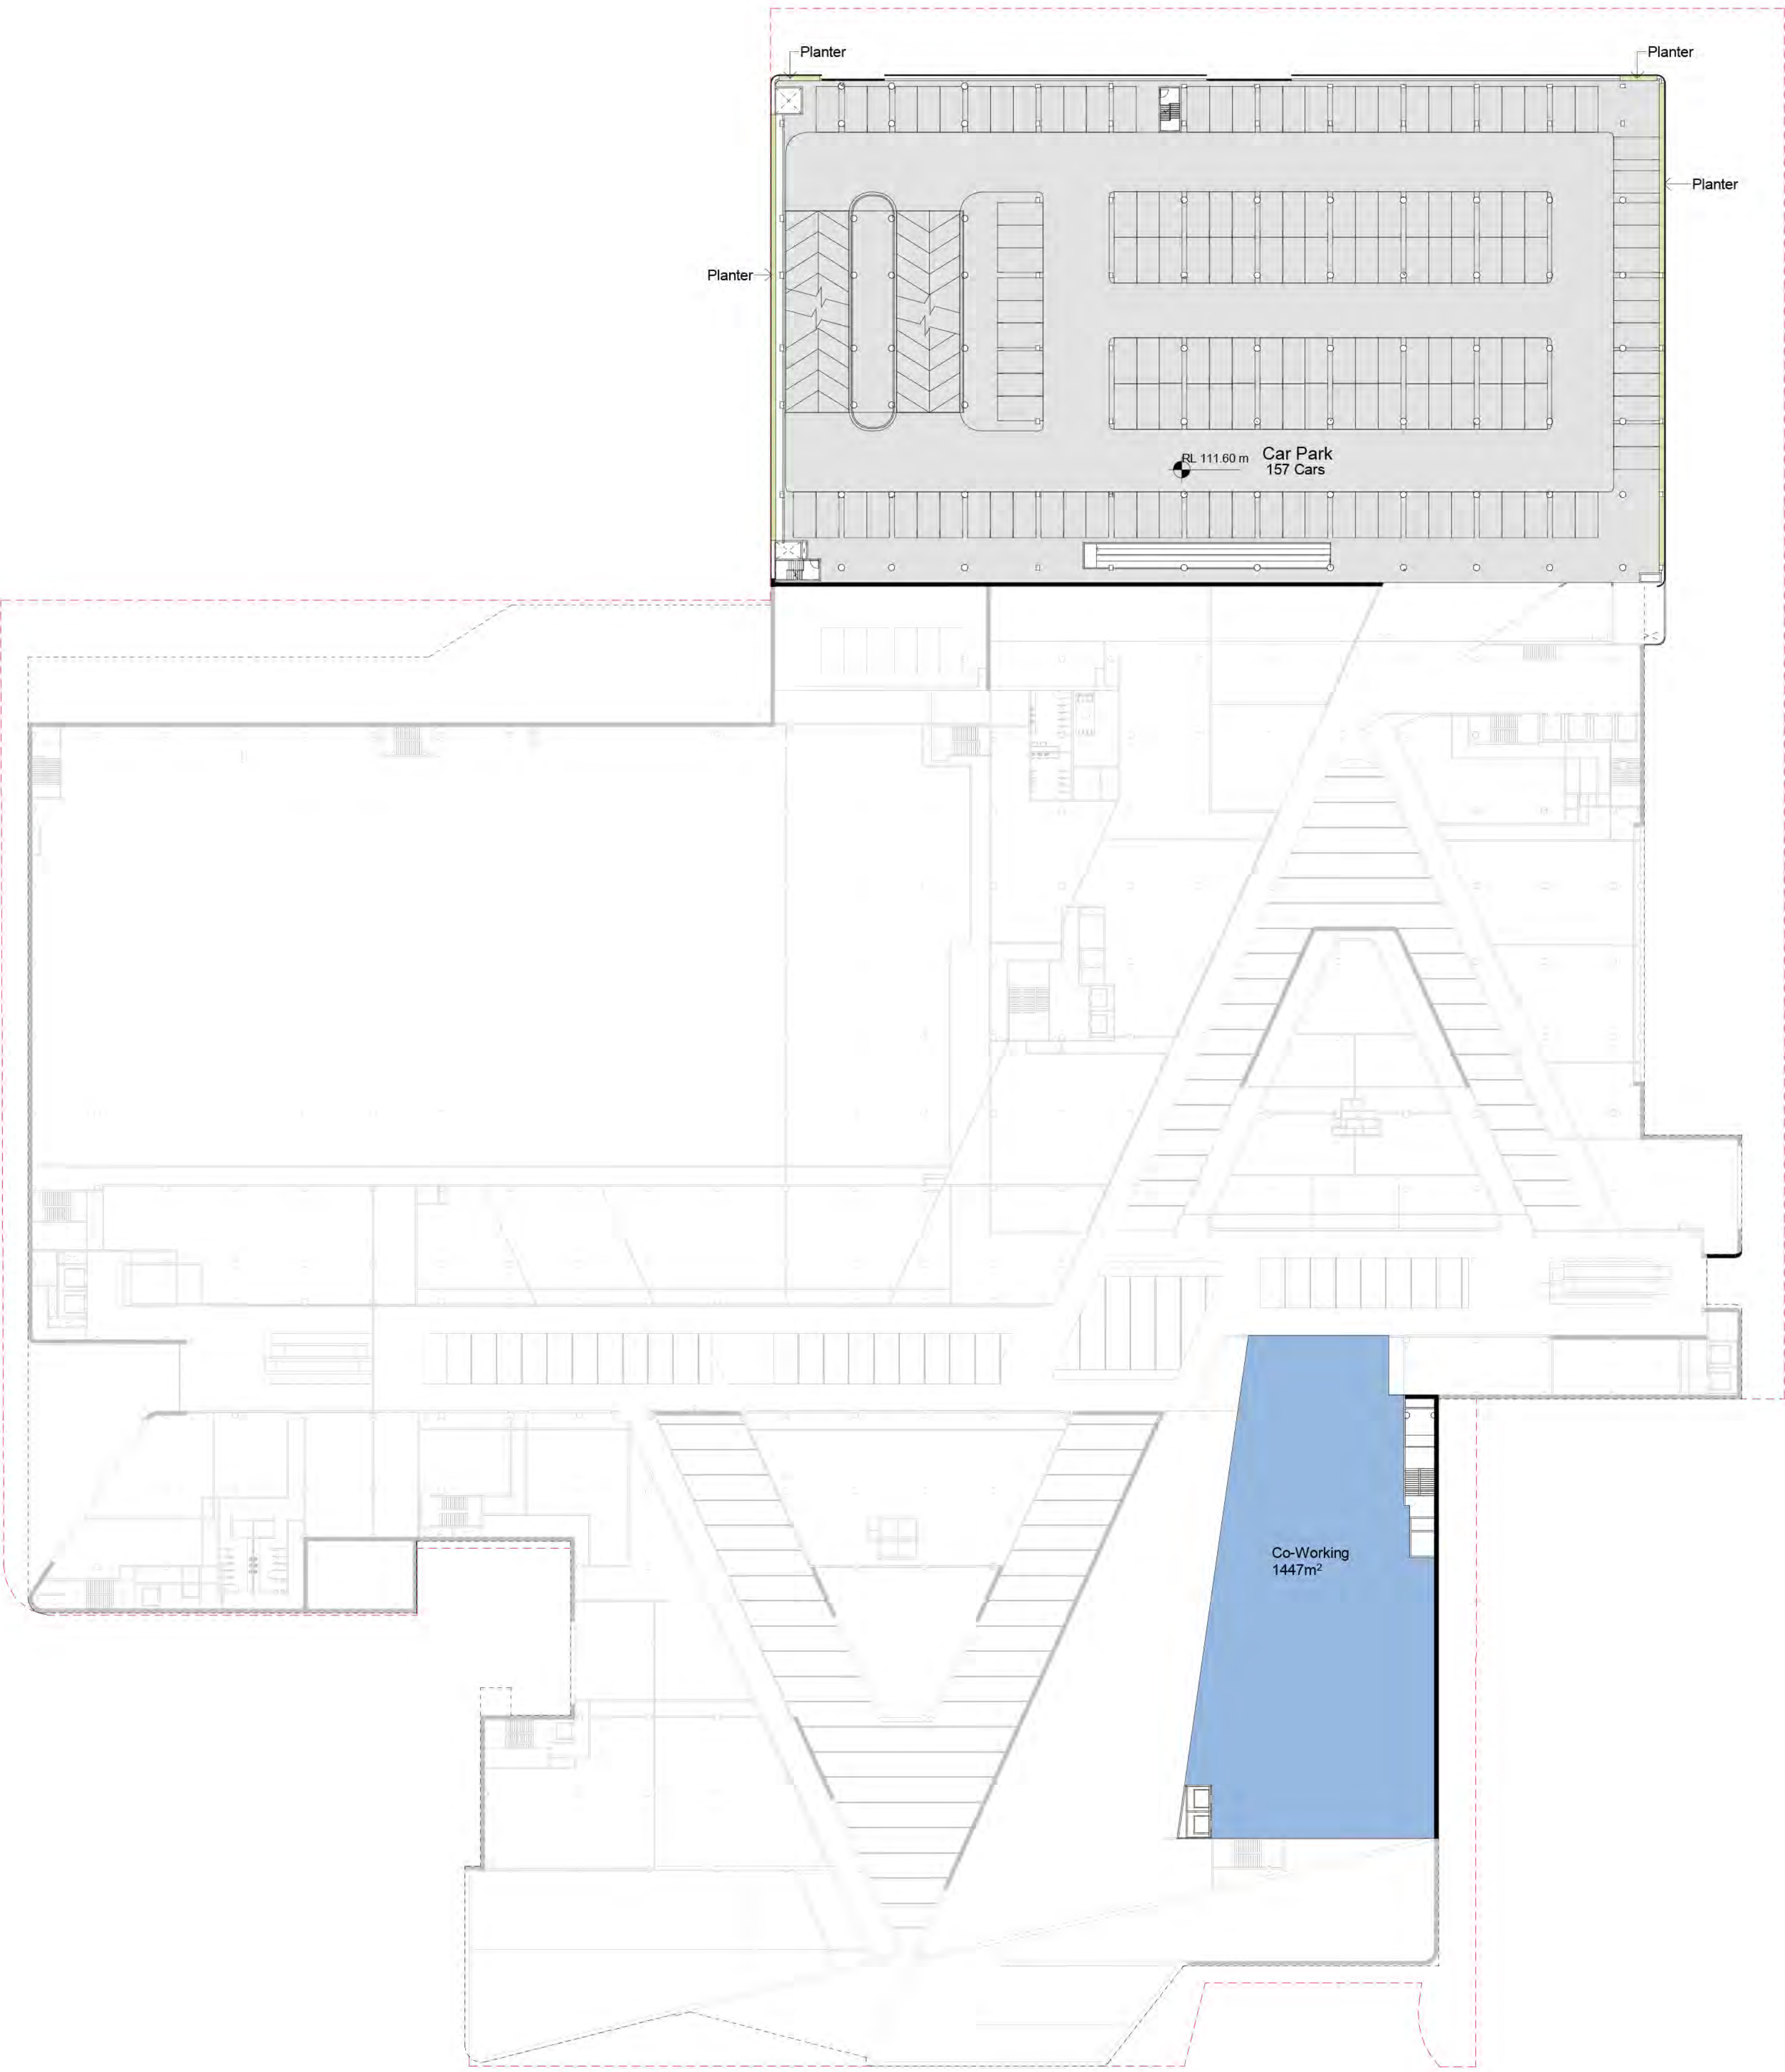 Planter
Planter
Planter
Planter
RL 111.60 m
Car Park
157 Cars
Co-Working
1447m²